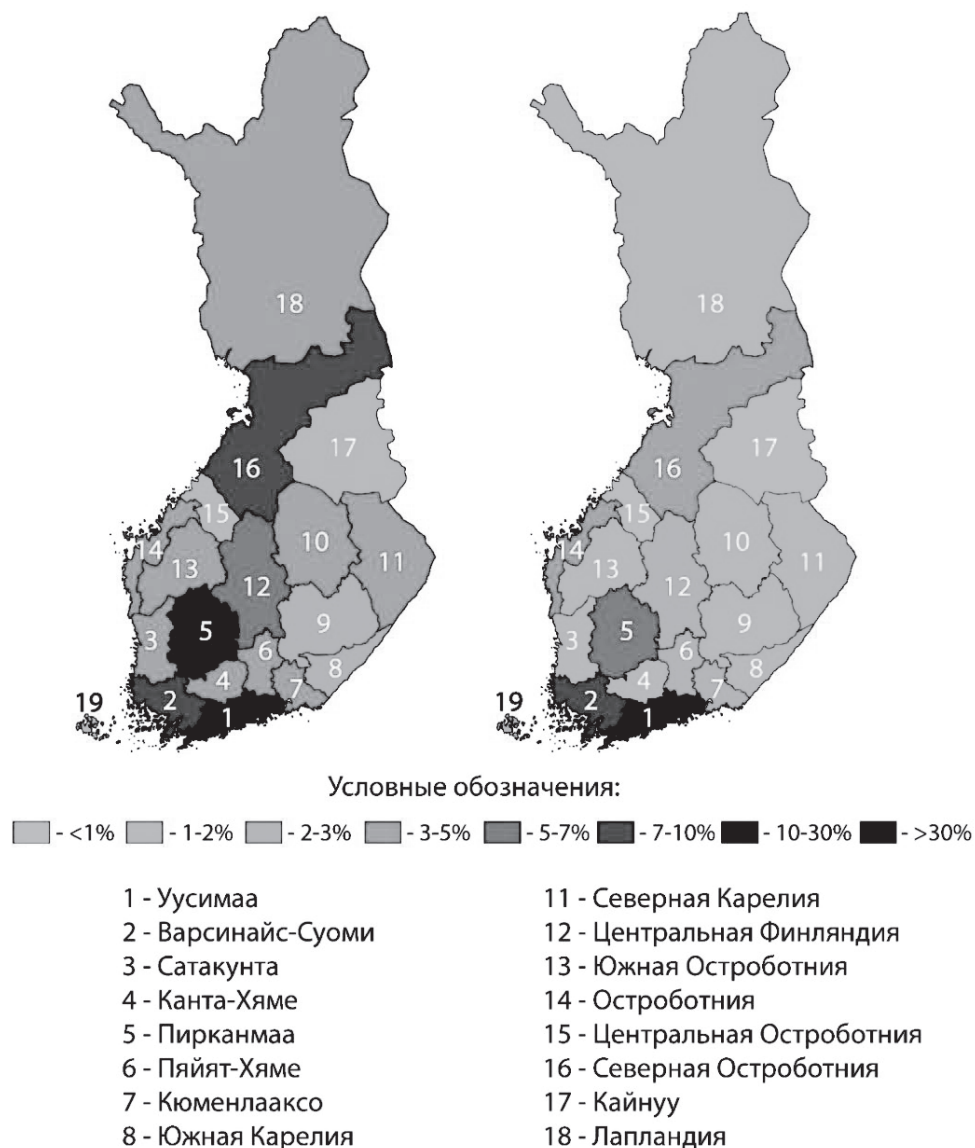 18
18
17
17
16
16
15
15
14
14
13
13
12
12
10
10
11
11
3
3
5
5
9
9
6
6
4
4
7
7
8
8
2
2
1
1
19
19
Условные обозначения:
- <1% - 1-2% - 2-3% - 3-5% - 5-7% - 7-10% - 10-30% - >30%
1 - Уусимаа
2 - Варсинайс-Суоми
3 - Сатакунта
4 - Канта-Хяме
5 - Пирканмаа
6 - Пяйят-Хяме
7 - Кюменлааксо
8 - Южная Карелия
11 - Северная Карелия
12 - Центральная Финляндия
13 - Южная Остроботния
14 - Остроботния
15 - Центральная Остроботния
16 - Северная Остроботния
17 - Кайнуу
18 - Лапландия